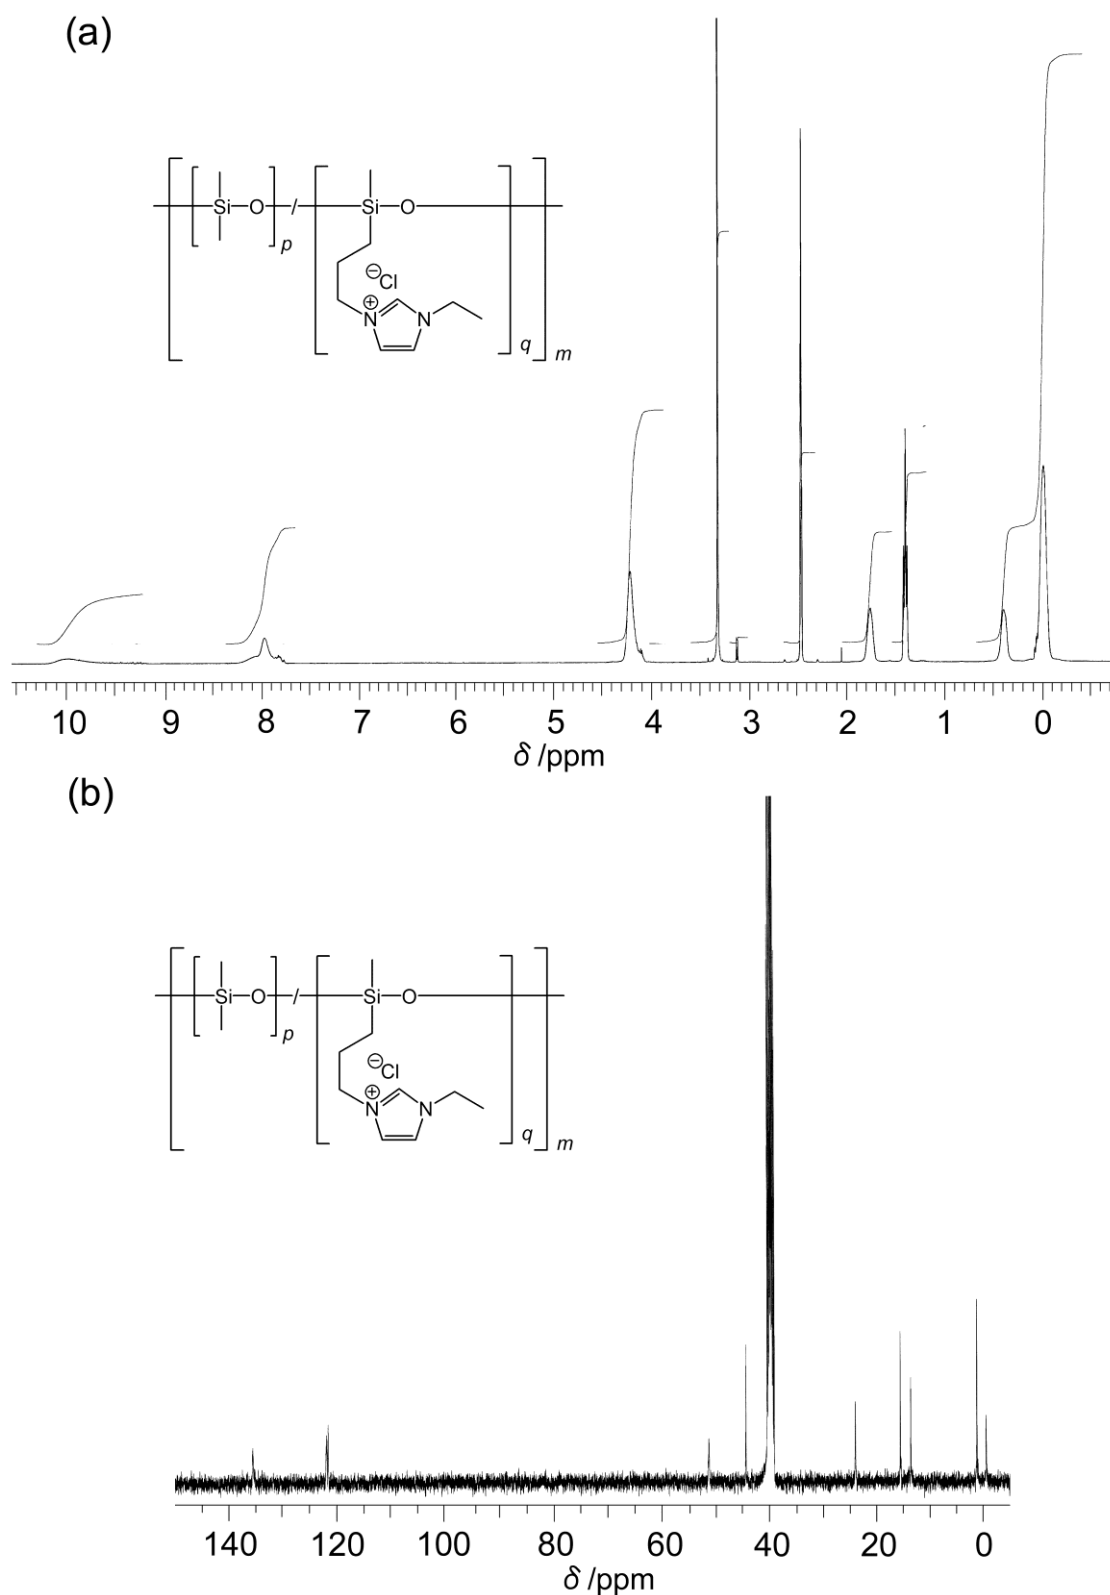 (a)
Si O / Si O
p
⊖Cl
⊕
N N
q m
10 9 8 7 6 5 4 3 2 1 0
δ /ppm
(b)
Si O / Si O
p
⊖Cl
⊕
N N
q m
140 120 100 80 60 40 20 0
δ /ppm